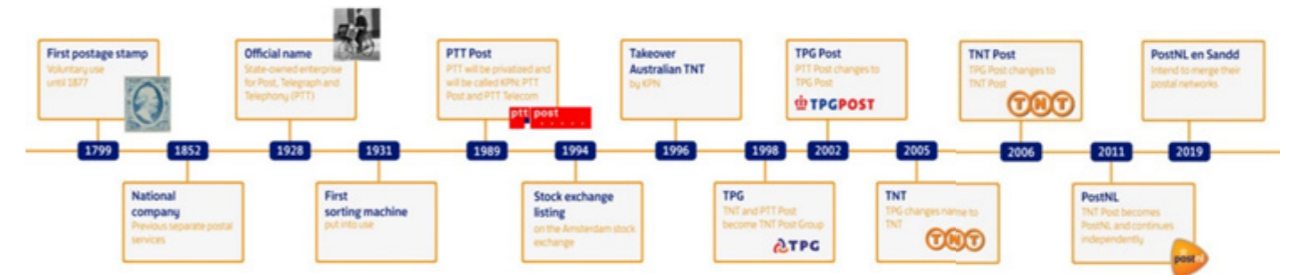 First postage stamp
Voluntary use
until 1877
Official name
State-owned enterprise
for Post, Telegraph and
Telephony (PTT)
PTT Post
PTT will be privatized and
will be called KPN: PTT
Post and PTT Telecom
ptt post
Takeover
Australian TNT
by KPN
TPG Post
PTT Post changes to
TPG Post
TPGPOST
TNT Post
TPG Post changes to
TNT Post
TNT
PostNL en Sandd
Intend to merge their
postal networks
1799
1852
1928
1931
1989
1994
1996
1998
2002
2005
2006
2011
2019
National
company
Previous separate postal
services
First
sorting machine
put into use
Stock exchange
listing
on the Amsterdam stock
exchange
TPG
TNT and PTT Post
become TNT Post Group
TPG
TNT
TPG changes name to
TNT
TNT
PostNL
TNT Post becomes
PostNL and continues
independently
postnl